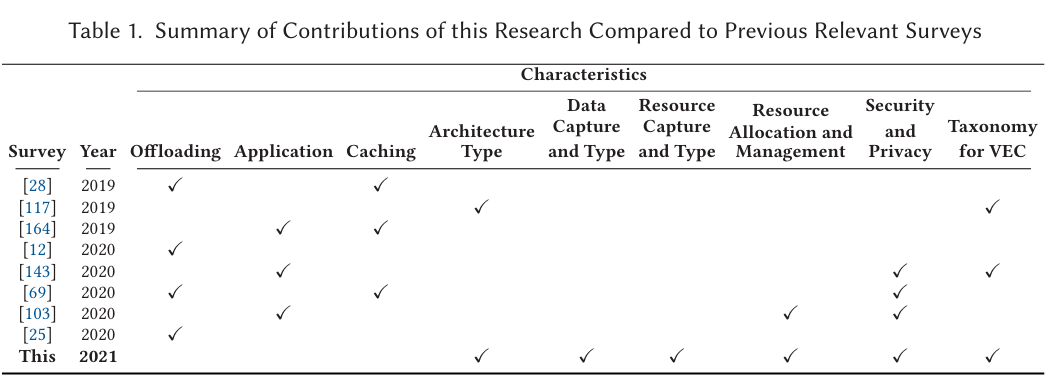 Table 1. Summary of Contributions of this Research Compared to Previous Relevant Surveys
Characteristics
Survey Year Offloading Application Caching Architecture Type Data Capture and Type Resource Capture and Type Resource Allocation and Management Security and Privacy Taxonomy for VEC
[28] 2019 ✓ ✓
[117] 2019 ✓ ✓
[164] 2019 ✓ ✓
[12] 2020 ✓
[143] 2020 ✓ ✓ ✓
[69] 2020 ✓ ✓ ✓
[103] 2020 ✓ ✓ ✓
[25] 2020 ✓
This 2021 ✓ ✓ ✓ ✓ ✓ ✓